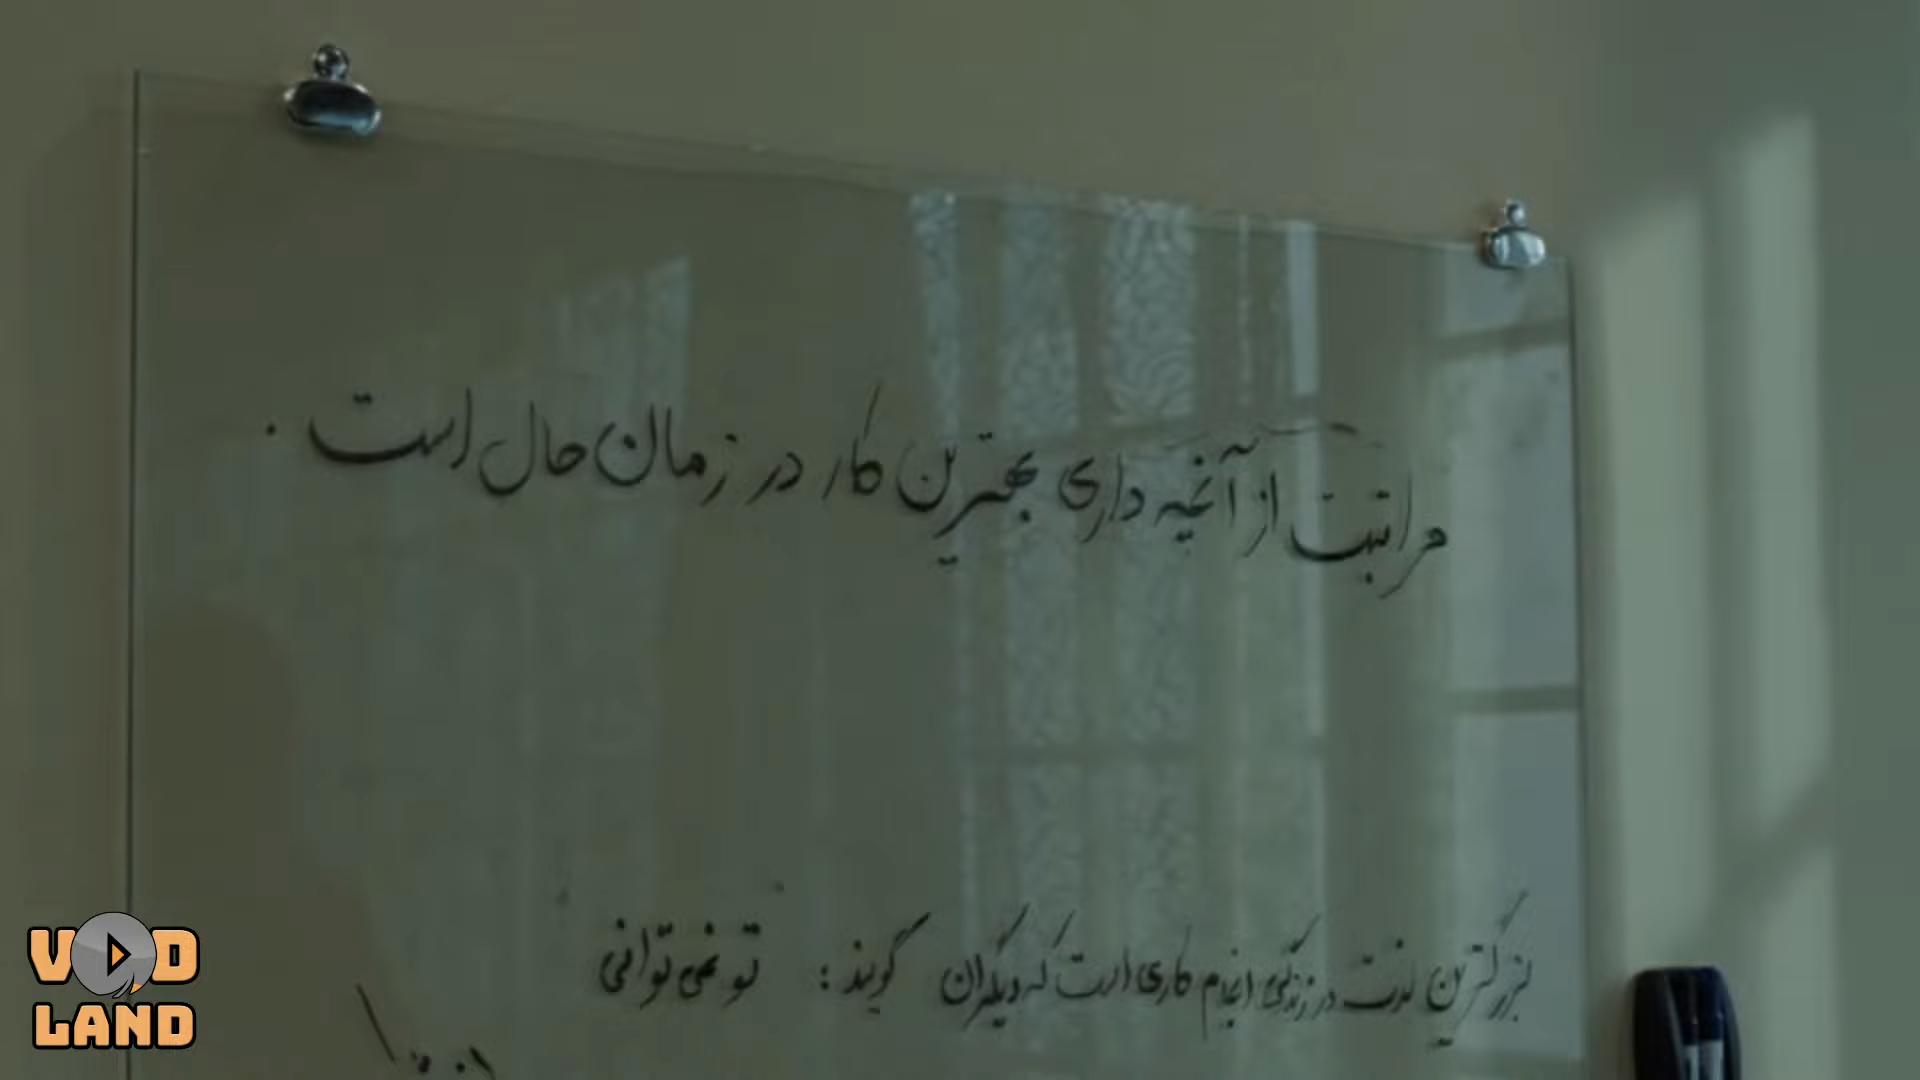 مراقبت از آئینه داری بهترین کار در زمان حال است .
بزرگترین لذت در زندگی انجام کاری است که دیگران گویند : تو نمی توانی
VOD
LAND